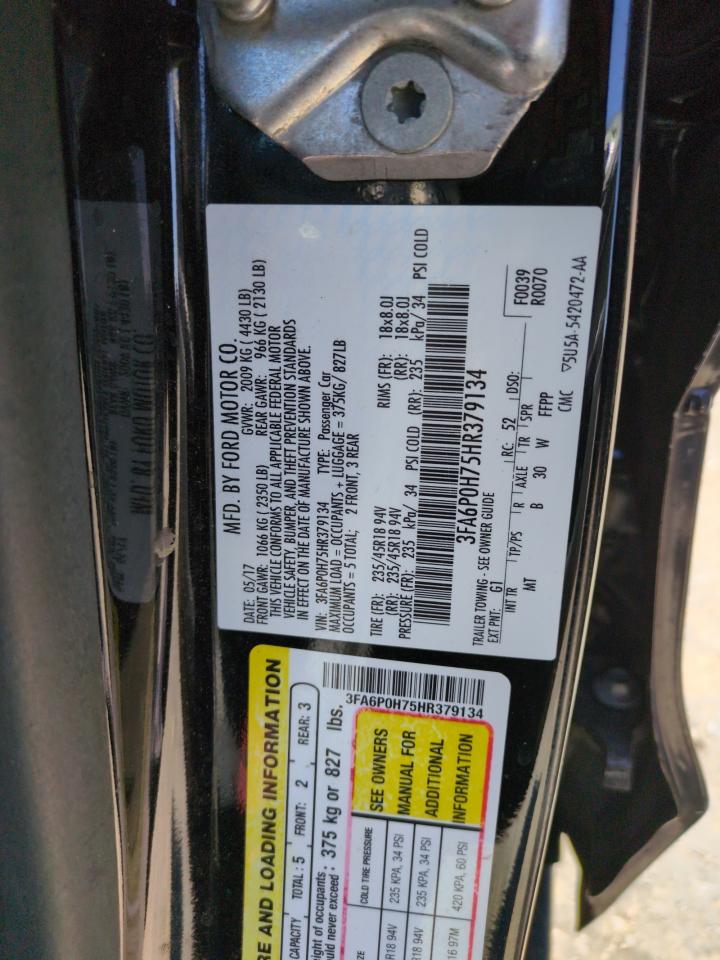 MFD. BY FORD MOTOR CO.
DATE: 05/17 GVWR: 2009 KG ( 4430 LB)
FRONT GAWR: 1066 KG ( 2350 LB) REAR GAWR: 966 KG ( 2130 LB)
THIS VEHICLE CONFORMS TO ALL APPLICABLE FEDERAL MOTOR
VEHICLE SAFETY, BUMPER, AND THEFT PREVENTION STANDARDS
IN EFFECT ON THE DATE OF MANUFACTURE SHOWN ABOVE.
VIN: 3FA6P0H75HR379134 TYPE: Passenger Car
MAXIMUM LOAD = OCCUPANTS + LUGGAGE = 375KG/ 827LB
OCCUPANTS = 5 TOTAL: 2 FRONT, 3 REAR
TIRE (FR): 235/45R18 94V RIMS (FR): 18x8.0J
(RR): 235/45R18 94V (RR): 18x8.0J
PRESSURE (FR): 235 kPa/ 34 PSI COLD (RR): 235 kPa/ 34 PSI COLD
3FA6P0H75HR379134
TRAILER TOWING - SEE OWNER GUIDE
EXT PNT: G1 RC: 52 DSO: F0039
R0070
INT TR TP/PS R AXLE TR SPR
MT B 30 W FFPP
CMC ▽5U5A-5420472-AA
RE AND LOADING INFORMATION
CAPACITY TOTAL: 5 FRONT: 2 REAR: 3
eight of occupants
uld never exceed : 375 kg or 827 lbs.
3FA6P0H75HR379134
ZE COLD TIRE PRESSURE
R18 94V 235 KPA, 34 PSI
R18 94V 235 KPA, 34 PSI
16 97M 420 KPA, 60 PSI
SEE OWNERS
MANUAL FOR
ADDITIONAL
INFORMATION